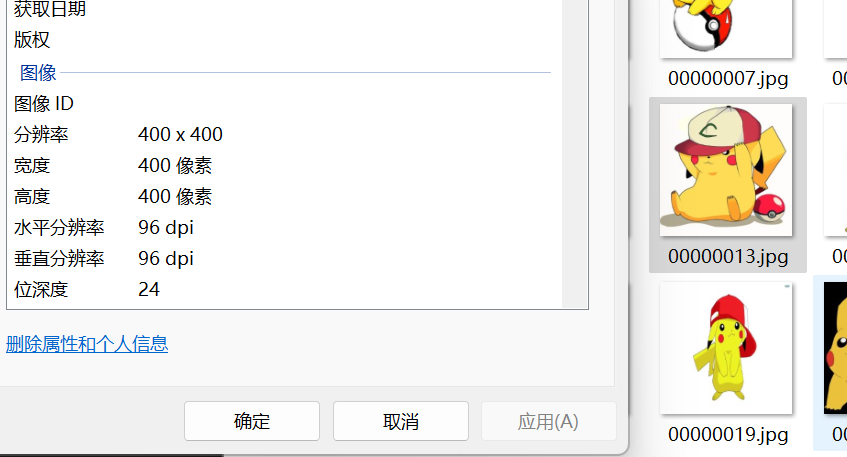 获取日期
版权
图像
图像 ID
分辨率 400 x 400
宽度 400 像素
高度 400 像素
水平分辨率 96 dpi
垂直分辨率 96 dpi
位深度 24
删除属性和个人信息
确定 取消 应用(A)
00000007.jpg
00000013.jpg
00000019.jpg